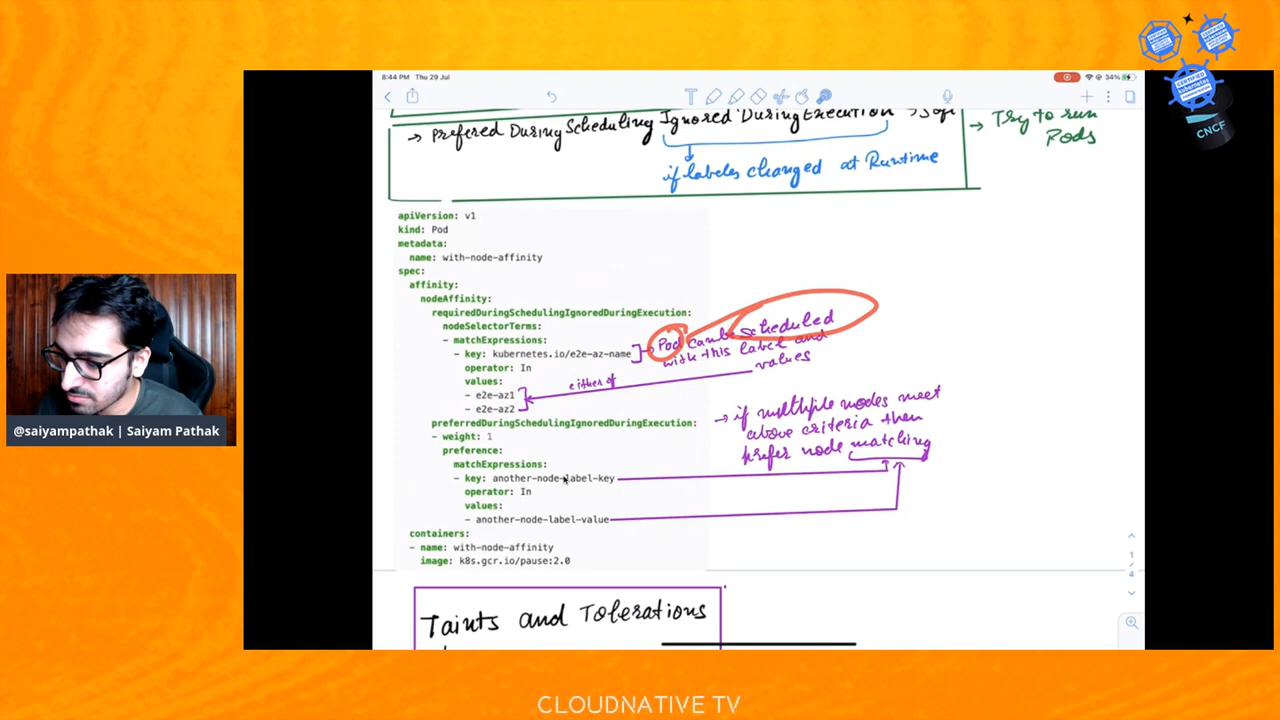 8:44 PM Thu 29 Jul
34%
→ Prefered During Scheduling Ignored During Execution → Soft
→ Try to run
Pods
if labeles changed at Runtime
apiVersion: v1
kind: Pod
metadata:
name: with-node-affinity
spec:
affinity:
nodeAffinity:
requiredDuringSchedulingIgnoredDuringExecution:
nodeSelectorTerms:
- matchExpressions:
- key: kubernetes.io/e2e-az-name
operator: In
values:
- e2e-az1
- e2e-az2
Pod can be scheduled
with this label and
values
either of
preferredDuringSchedulingIgnoredDuringExecution:
- weight: 1
preference:
matchExpressions:
- key: another-node-label-key
operator: In
values:
- another-node-label-value
→ if multiple nodes meet
above criteria then
prefer node matching
containers:
- name: with-node-affinity
image: k8s.gcr.io/pause:2.0
Taints and Tolerations
1
/
4
@saiyampathak | Saiyam Pathak
CNCF
CLOUDNATIVE TV